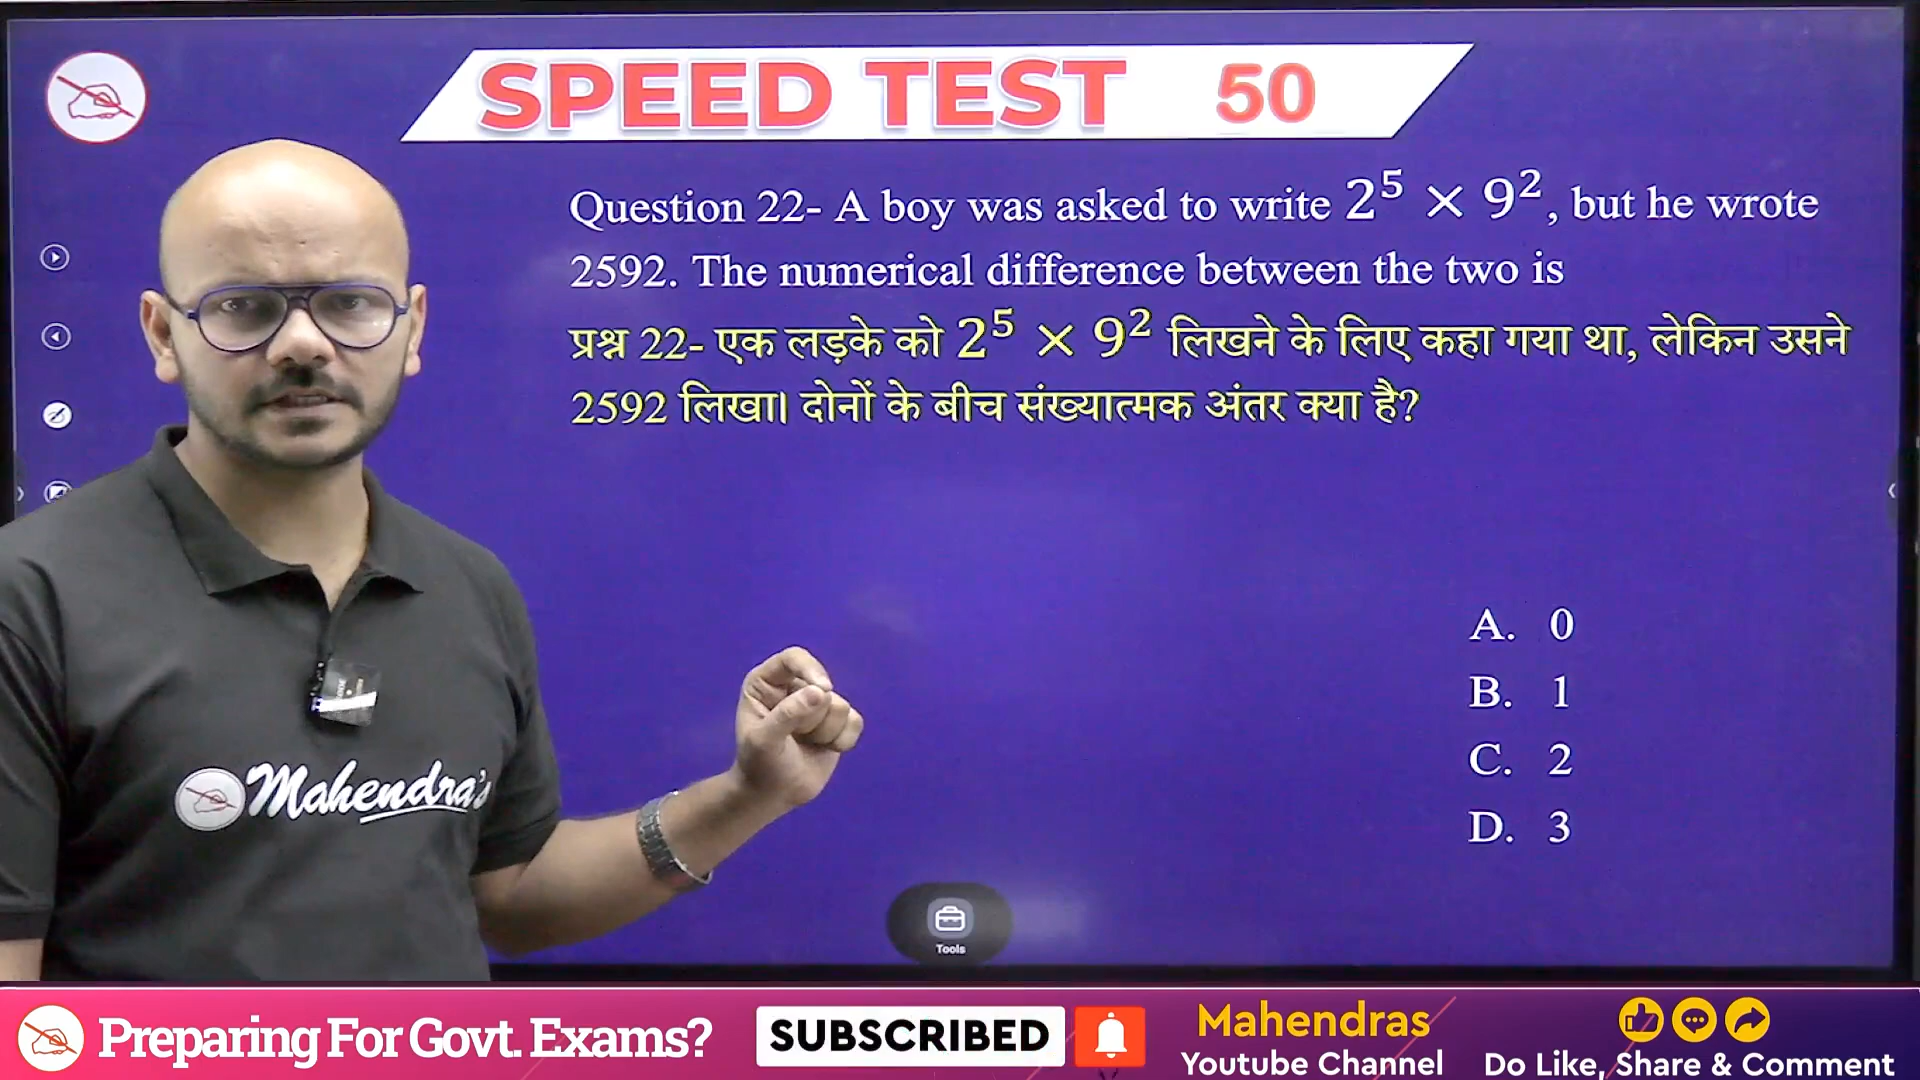 SPEED TEST 50
Question 22- A boy was asked to write 2⁵ × 9², but he wrote
2592. The numerical difference between the two is
प्रश्न 22- एक लड़के को 2⁵ × 9² लिखने के लिए कहा गया था, लेकिन उसने
2592 लिखा। दोनों के बीच संख्यात्मक अंतर क्या है?
A. 0
B. 1
C. 2
D. 3
Mahendra's
Tools
Preparing For Govt. Exams?
SUBSCRIBED
Mahendras
Youtube Channel
Do Like, Share & Comment